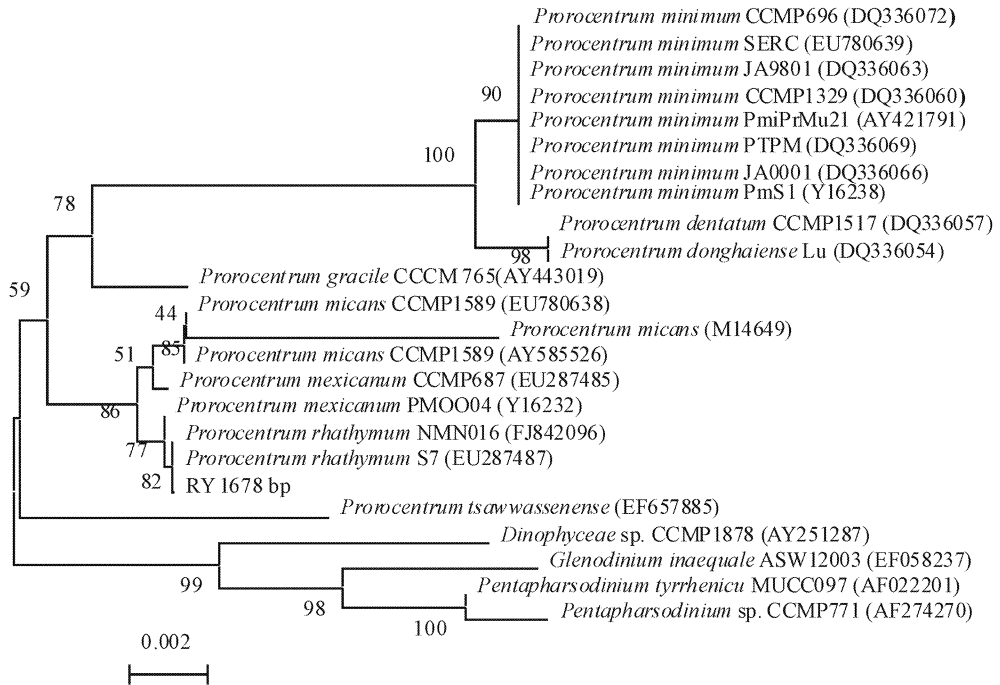 Prorocentrum minimum CCMP696 (DQ336072)
Prorocentrum minimum SERC (EU780639)
Prorocentrum minimum JA9801 (DQ336063)
90
Prorocentrum minimum CCMP1329 (DQ336060)
Prorocentrum minimum PmiPrMu21 (AY421791)
Prorocentrum minimum PTPM (DQ336069)
100
Prorocentrum minimum JA0001 (DQ336066)
Prorocentrum minimum PmS1 (Y16238)
78
Prorocentrum dentatum CCMP1517 (DQ336057)
98
Prorocentrum donghaiense Lu (DQ336054)
Prorocentrum gracile CCCM 765(AY443019)
59
Prorocentrum micans CCMP1589 (EU780638)
44
Prorocentrum micans (M14649)
85
51
Prorocentrum micans CCMP1589 (AY585526)
Prorocentrum mexicanum CCMP687 (EU287485)
86
Prorocentrum mexicanum PMOO04 (Y16232)
Prorocentrum rhathymum NMN016 (FJ842096)
77
Prorocentrum rhathymum S7 (EU287487)
82
RY 1678 bp
Prorocentrum tsawwassenense (EF657885)
Dinophyceae sp. CCMP1878 (AY251287)
Glenodinium inaequale ASW12003 (EF058237)
99
Pentapharsodinium tyrrhenicu MUCC097 (AF022201)
98
Pentapharsodinium sp. CCMP771 (AF274270)
100
0.002